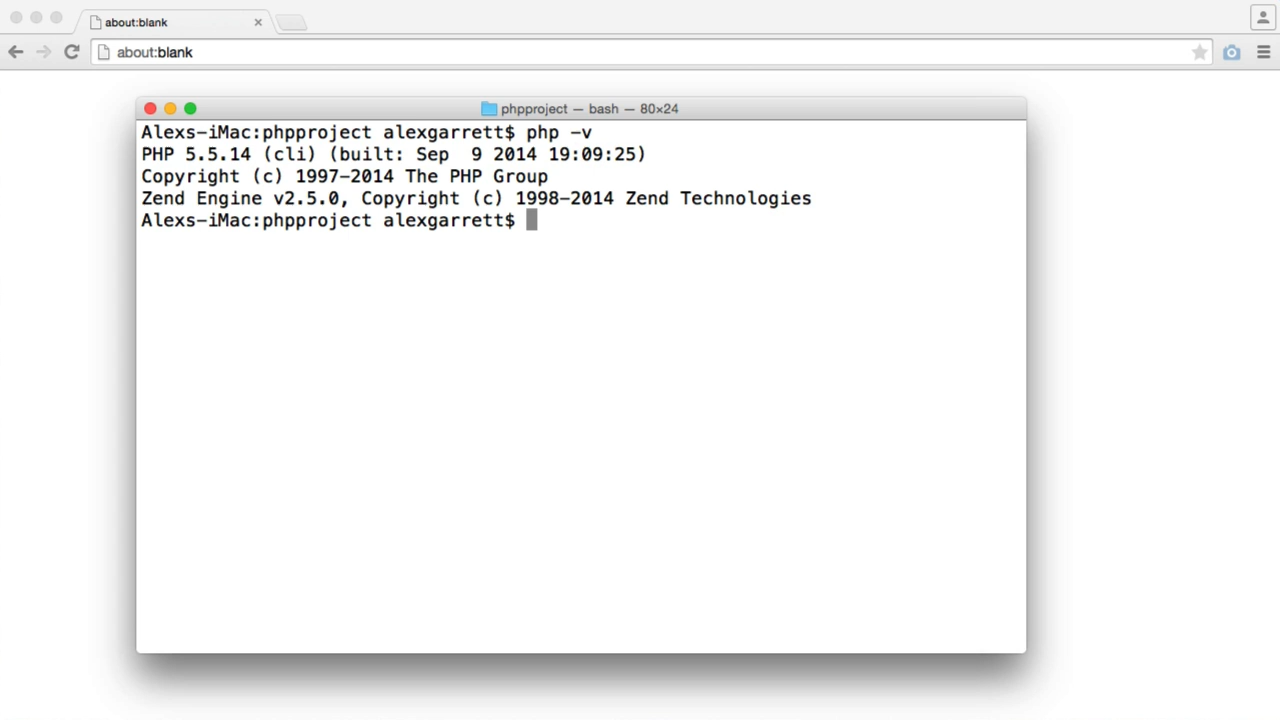 about:blank
about:blank
phpproject — bash — 80×24
Alexs-iMac:phpproject alexgarrett$ php -v
PHP 5.5.14 (cli) (built: Sep  9 2014 19:09:25)
Copyright (c) 1997-2014 The PHP Group
Zend Engine v2.5.0, Copyright (c) 1998-2014 Zend Technologies
Alexs-iMac:phpproject alexgarrett$